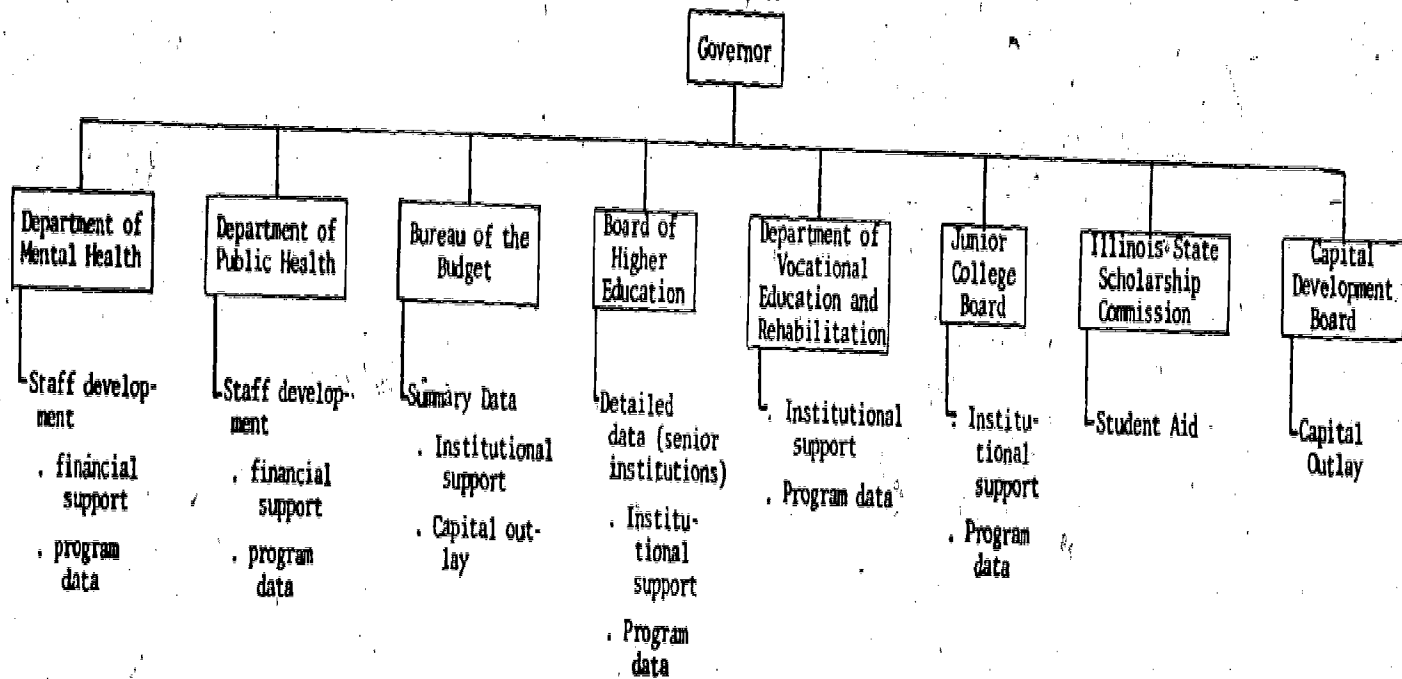 Governor
Department of
Mental Health
Staff develop-
ment
. financial
support
. program
data
Department of
Public Health
Staff develop-
ment
. financial
support
. program
data
Bureau of the
Budget
Summary Data
. Institutional
support
. Capital out-
lay
Board of
Higher
Education
Detailed
data (senior
institutions)
. Institu-
tional
support
. Program
data
Department of
Vocational
Education and
Rehabilitation
. Institutional
support
. Program data
Junior
College
Board
. Institu-
tional
support
. Program
data
Illinois State
Scholarship
Commission
Student Aid
Capital
Development
Board
Capital
Outlay